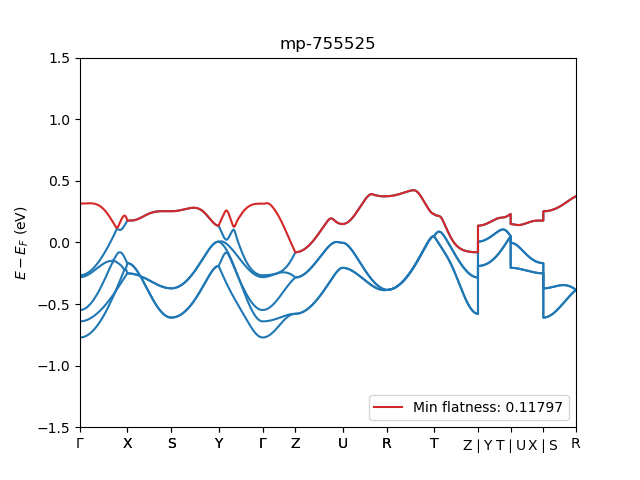 mp-755525
E − E_F (eV)
1.5
1.0
0.5
0.0
−0.5
−1.0
−1.5
Min flatness: 0.11797
Γ X S Y Γ Z U R T Z | Y T | U X | S R